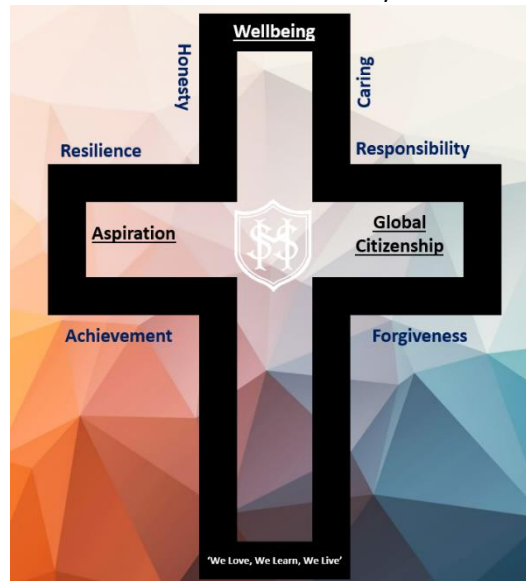 Wellbeing
Honesty
Caring
Resilience
Responsibility
Aspiration
Global
Citizenship
Achievement
Forgiveness
'We Love, We Learn, We Live'